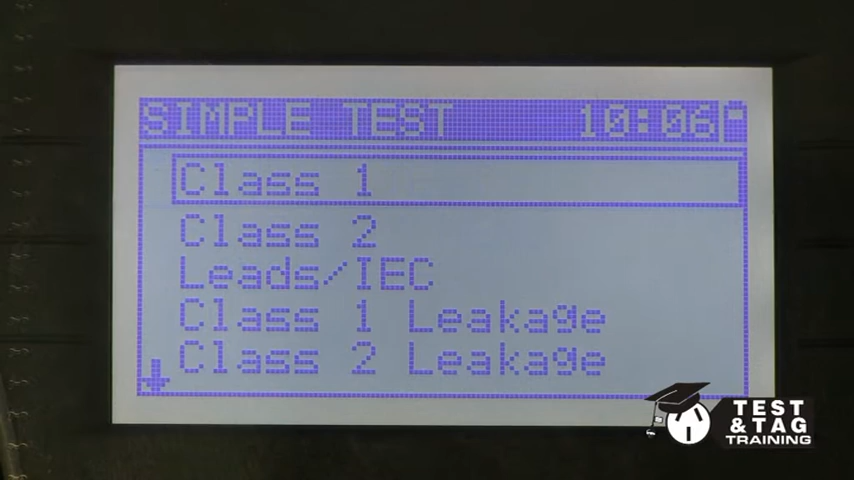 SIMPLE TEST 10:06
Class 1
Class 2
Leads/IEC
Class 1 Leakage
Class 2 Leakage
TEST
& TAG
TRAINING